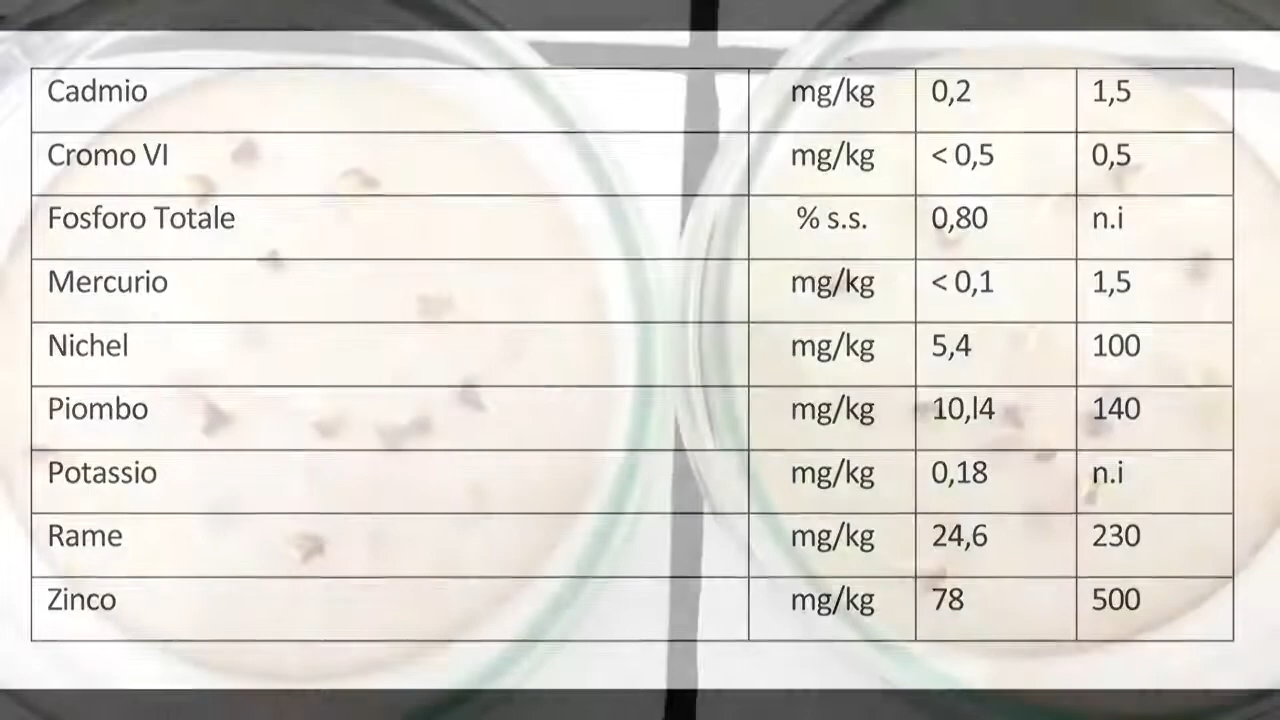 Cadmio mg/kg 0,2 1,5
Cromo VI mg/kg < 0,5 0,5
Fosforo Totale % s.s. 0,80 n.i
Mercurio mg/kg < 0,1 1,5
Nichel mg/kg 5,4 100
Piombo mg/kg 10,l4 140
Potassio mg/kg 0,18 n.i
Rame mg/kg 24,6 230
Zinco mg/kg 78 500